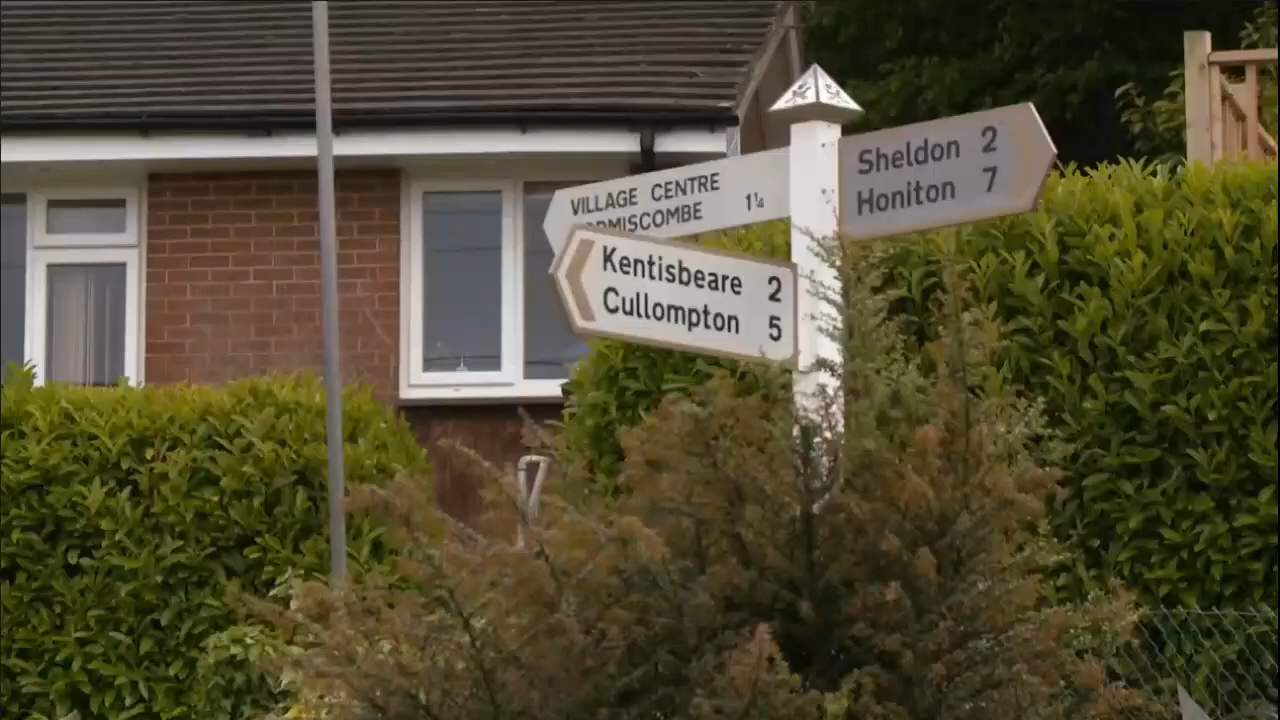 VILLAGE CENTRE 1¼
Kentisbeare 2
Cullompton 5
Sheldon 2
Honiton 7